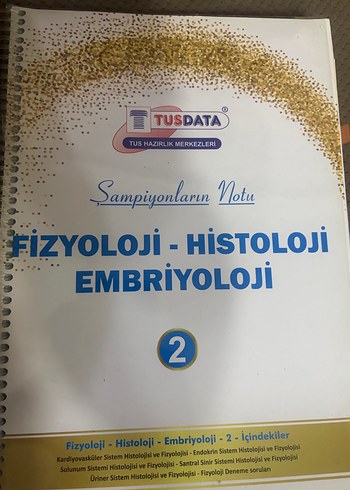 T TUSDATA®
TUS HAZIRLIK MERKEZLERİ
Şampiyonların Notu
FİZYOLOJİ - HİSTOLOJİ
EMBRİYOLOJİ
2
Fizyoloji - Histoloji - Embriyoloji - 2 - İçindekiler
Kardiyovasküler Sistem Histolojisi ve Fizyolojisi - Endokrin Sistem Histolojisi ve Fizyolojisi
Solunum Sistemi Histolojisi ve Fizyolojisi - Santral Sinir Sistemi Histolojisi ve Fizyolojisi
Üriner Sistem Histolojisi ve Fizyolojisi - Fizyoloji Deneme soruları